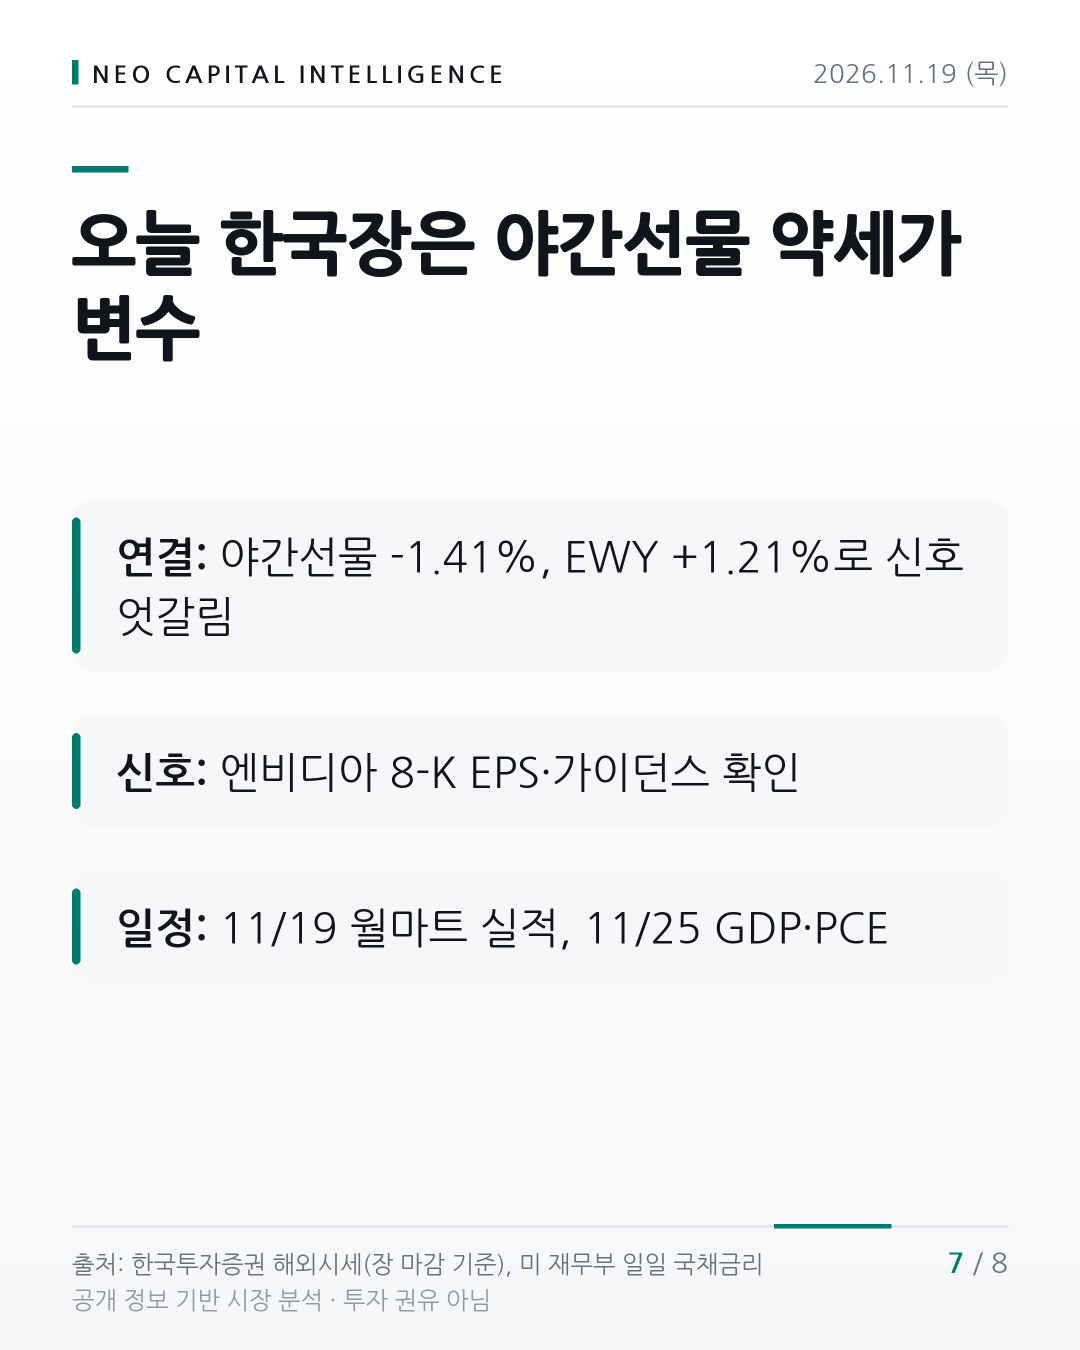 NEO CAPITAL INTELLIGENCE
2026.11.19 (목)
오늘 한국장은 야간선물 약세가
변수
연결: 야간선물 -1.41%, EWY +1.21%로 신호
엇갈림
신호: 엔비디아 8-K EPS·가이던스 확인
일정: 11/19 월마트 실적, 11/25 GDP·PCE
출처: 한국투자증권 해외시세(장 마감 기준), 미 재무부 일일 국채금리
7 / 8
공개 정보 기반 시장 분석 · 투자 권유 아님